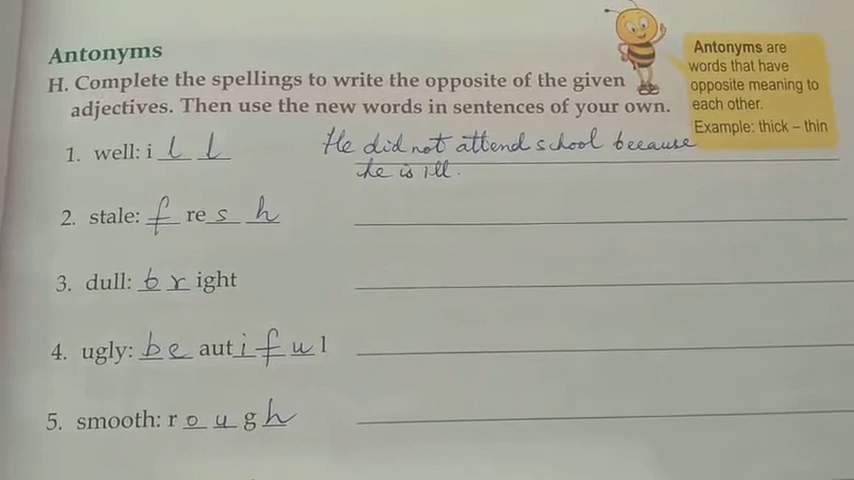 Antonyms
H. Complete the spellings to write the opposite of the given
adjectives. Then use the new words in sentences of your own.
Antonyms are
words that have
opposite meaning to
each other.
Example: thick – thin
1. well: i l l He did not attend school because
he is ill.
2. stale: f re s h
3. dull: b r ight
4. ugly: b e aut i f u l
5. smooth: r o u g h